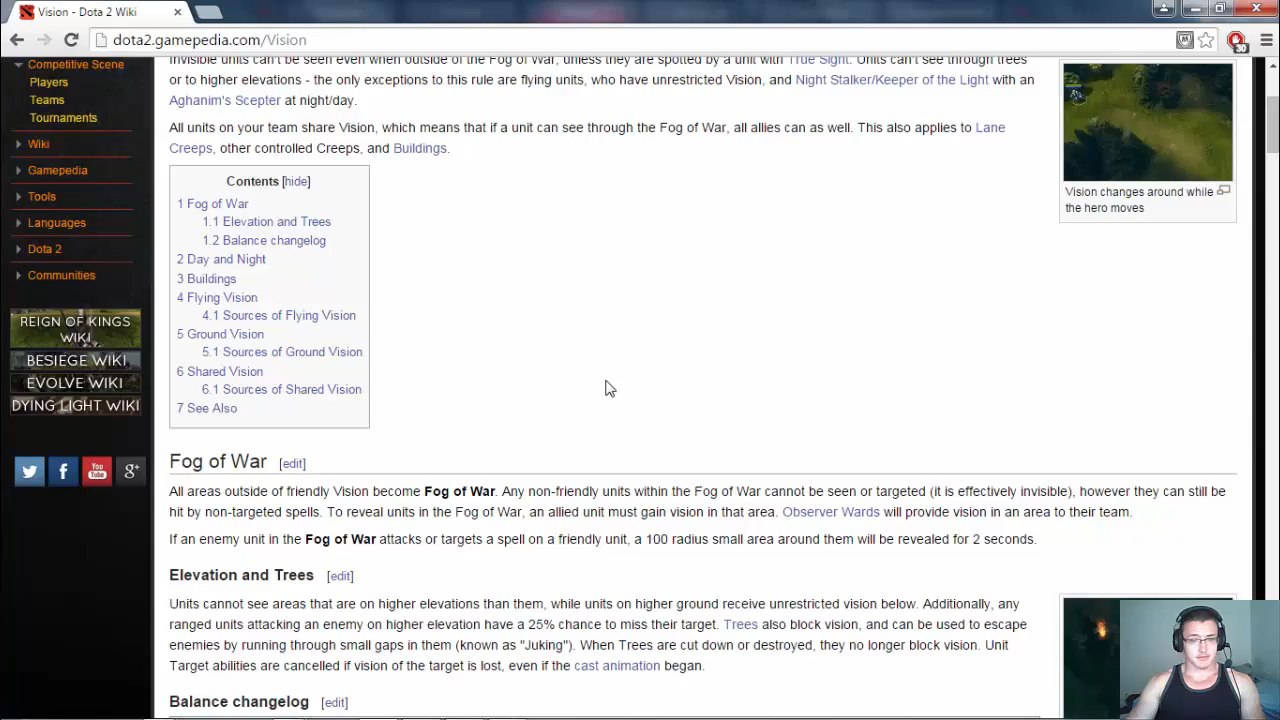 Vision - Dota 2 Wiki
dota2.gamepedia.com/Vision
30
Competitive Scene
Players
Teams
Tournaments
Wiki
Gamepedia
Tools
Languages
Dota 2
Communities
REIGN OF KINGS
WIKI
BESIEGE WIKI
EVOLVE WIKI
DYING LIGHT WIKI
You
Tube
g+
Invisible units can't be seen even when outside of the Fog of War, unless they are spotted by a unit with True Sight. Units can't see through trees
or to higher elevations - the only exceptions to this rule are flying units, who have unrestricted Vision, and Night Stalker/Keeper of the Light with an
Aghanim's Scepter at night/day.
All units on your team share Vision, which means that if a unit can see through the Fog of War, all allies can as well. This also applies to Lane
Creeps, other controlled Creeps, and Buildings.
Vision changes around while
the hero moves
Contents [hide]
1 Fog of War
1.1 Elevation and Trees
1.2 Balance changelog
2 Day and Night
3 Buildings
4 Flying Vision
4.1 Sources of Flying Vision
5 Ground Vision
5.1 Sources of Ground Vision
6 Shared Vision
6.1 Sources of Shared Vision
7 See Also
Fog of War [edit]
All areas outside of friendly Vision become Fog of War. Any non-friendly units within the Fog of War cannot be seen or targeted (it is effectively invisible), however they can still be
hit by non-targeted spells. To reveal units in the Fog of War, an allied unit must gain vision in that area. Observer Wards will provide vision in an area to their team.
If an enemy unit in the Fog of War attacks or targets a spell on a friendly unit, a 100 radius small area around them will be revealed for 2 seconds.
Elevation and Trees [edit]
Units cannot see areas that are on higher elevations than them, while units on higher ground receive unrestricted vision below. Additionally, any
ranged units attacking an enemy on higher elevation have a 25% chance to miss their target. Trees also block vision, and can be used to escape
enemies by running through small gaps in them (known as "Juking"). When Trees are cut down or destroyed, they no longer block vision. Unit
Target abilities are cancelled if vision of the target is lost, even if the cast animation began.
Balance changelog [edit]